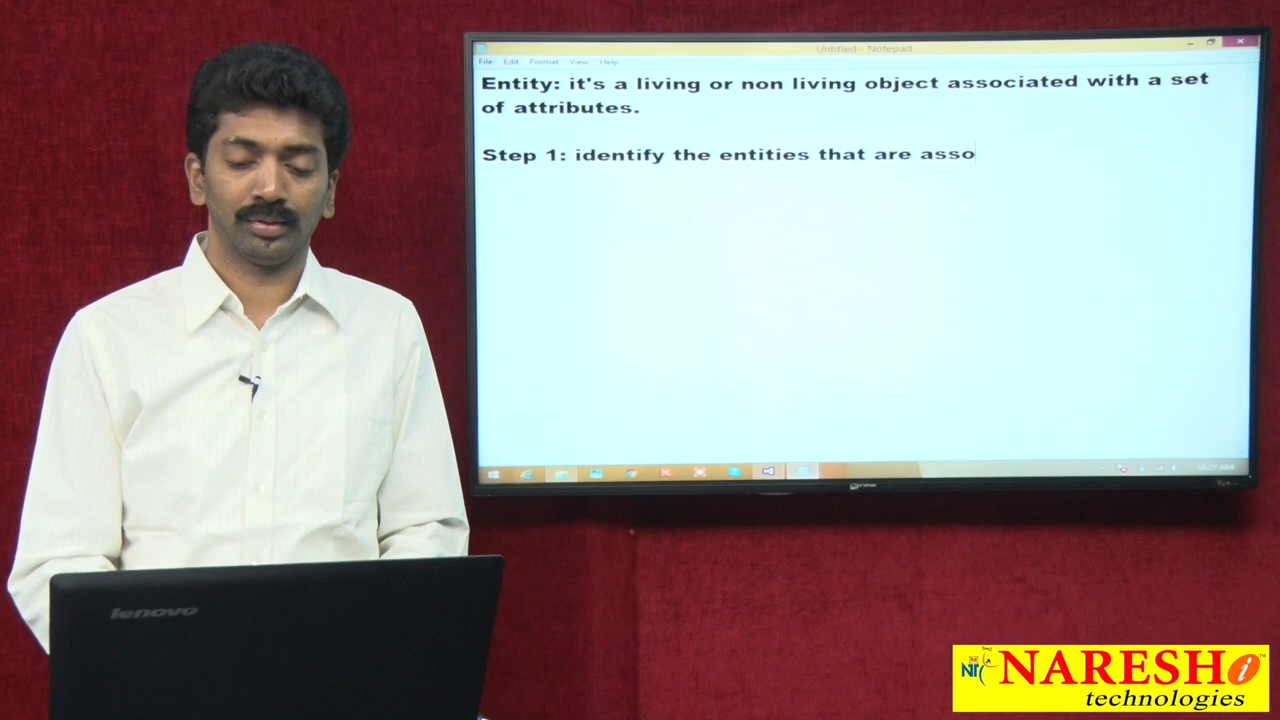 Untitled - Notepad
File Edit Format View Help
Entity: it's a living or non living object associated with a set
of attributes.
Step 1: identify the entities that are asso
lenovo
NT
NARESH i
technologies